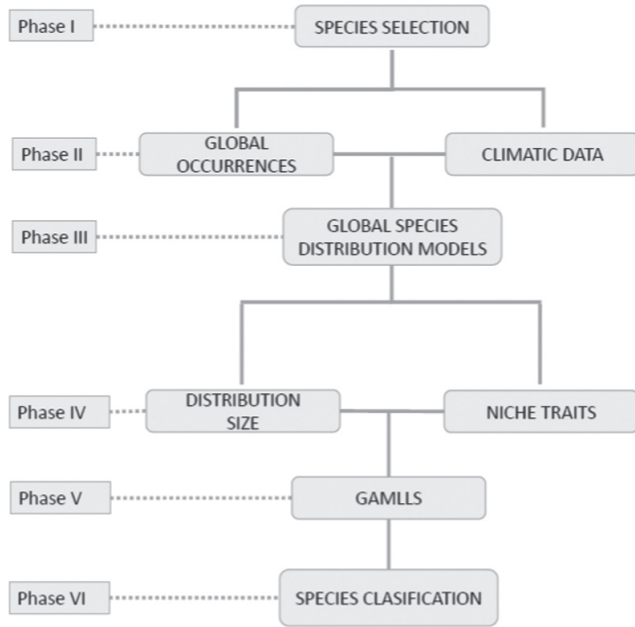 Phase I
SPECIES SELECTION
Phase II
GLOBAL
OCCURRENCES
CLIMATIC DATA
Phase III
GLOBAL SPECIES
DISTRIBUTION MODELS
Phase IV
DISTRIBUTION
SIZE
NICHE TRAITS
Phase V
GAMLLS
Phase VI
SPECIES CLASIFICATION